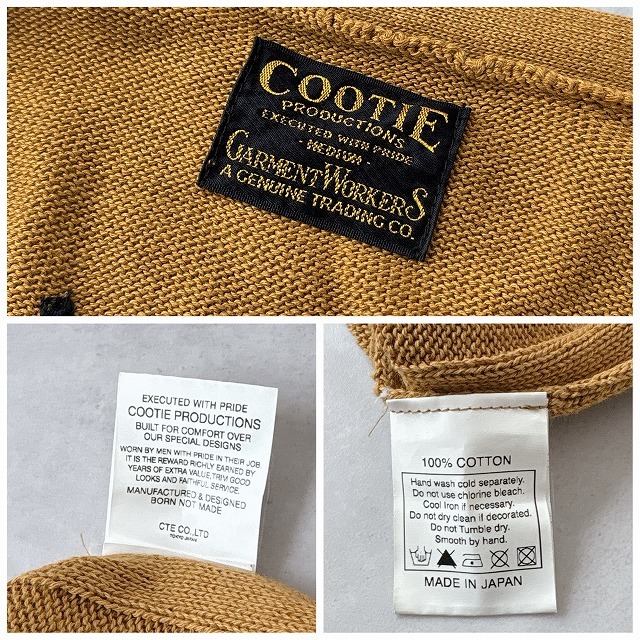 COOTIE
PRODUCTIONS
EXECUTED WITH PRIDE
- MEDIUM -
GARMENT WORKERS
A GENUINE TRADING CO.
EXECUTED WITH PRIDE
COOTIE PRODUCTIONS
BUILT FOR COMFORT OVER
OUR SPECIAL DESIGNS
WORN BY MEN WITH PRIDE IN THEIR JOB.
IT IS THE REWARD RICHLY EARNED BY
YEARS OF EXTRA VALUE,TRIM GOOD
LOOKS AND FAITHFUL SERVICE
MANUFACTURED & DESIGNED
BORN NOT MADE
CTE CO.,LTD
TOKYO JAPAN
100% COTTON
Hand wash cold separately.
Do not use chlorine bleach.
Cool Iron if necessary.
Do not dry clean if decorated.
Do not Tumble dry.
Smooth by hand.
MADE IN JAPAN